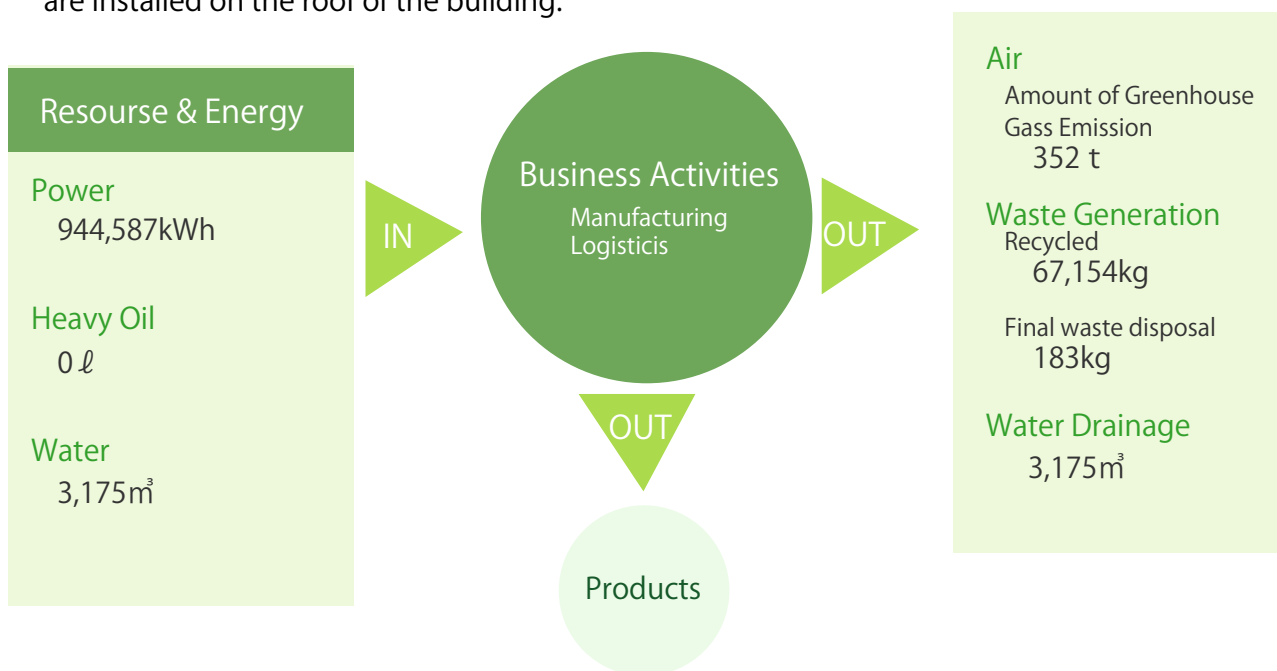 are installed on the roof of the building.
Resourse & Energy
Power
944,587kWh
Heavy Oil
0 ℓ
Water
3,175㎥
IN
Business Activities
Manufacturing
Logisticis
OUT
OUT
Products
Air
Amount of Greenhouse
Gass Emission
352 t
Waste Generation
Recycled
67,154kg
Final waste disposal
183kg
Water Drainage
3,175㎥